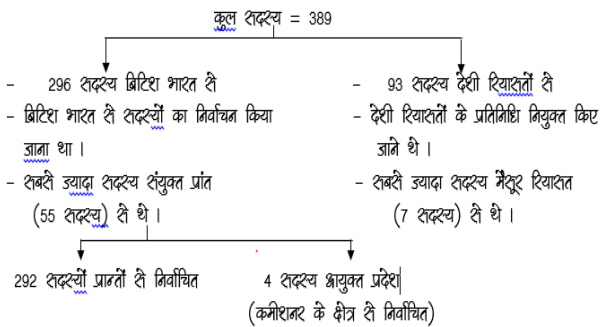 कुल सदस्य = 389
- 296 सदस्य ब्रिटिश भारत से
- ब्रिटिश भारत से सदस्यों का निर्वाचन किया
जाना था ।
- सबसे ज्यादा सदस्य संयुक्त प्रांत
(55 सदस्य) से थे ।
- 93 सदस्य देशी रियासतों से
- देशी रियासतों के प्रतिनिधि नियुक्त किए
जाने थे ।
- सबसे ज्यादा सदस्य मैसूर रियासत
(7 सदस्य) से थे ।
292 सदस्यों प्रान्तों से निर्वाचित
4 सदस्य आयुक्त प्रदेश
(कमीशनर के क्षेत्र से निर्वाचित)